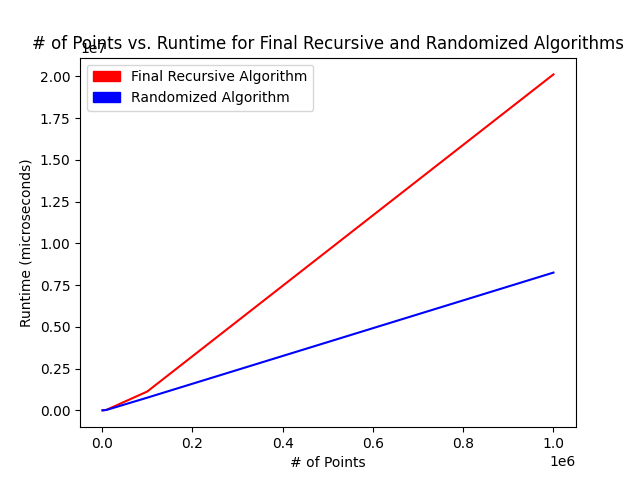 # of Points vs. Runtime for Final Recursive and Randomized Algorithms
1e7
Final Recursive Algorithm
Randomized Algorithm
2.00
1.75
1.50
1.25
1.00
0.75
0.50
0.25
0.00
Runtime (microseconds)
0.0 0.2 0.4 0.6 0.8 1.0
# of Points
1e6